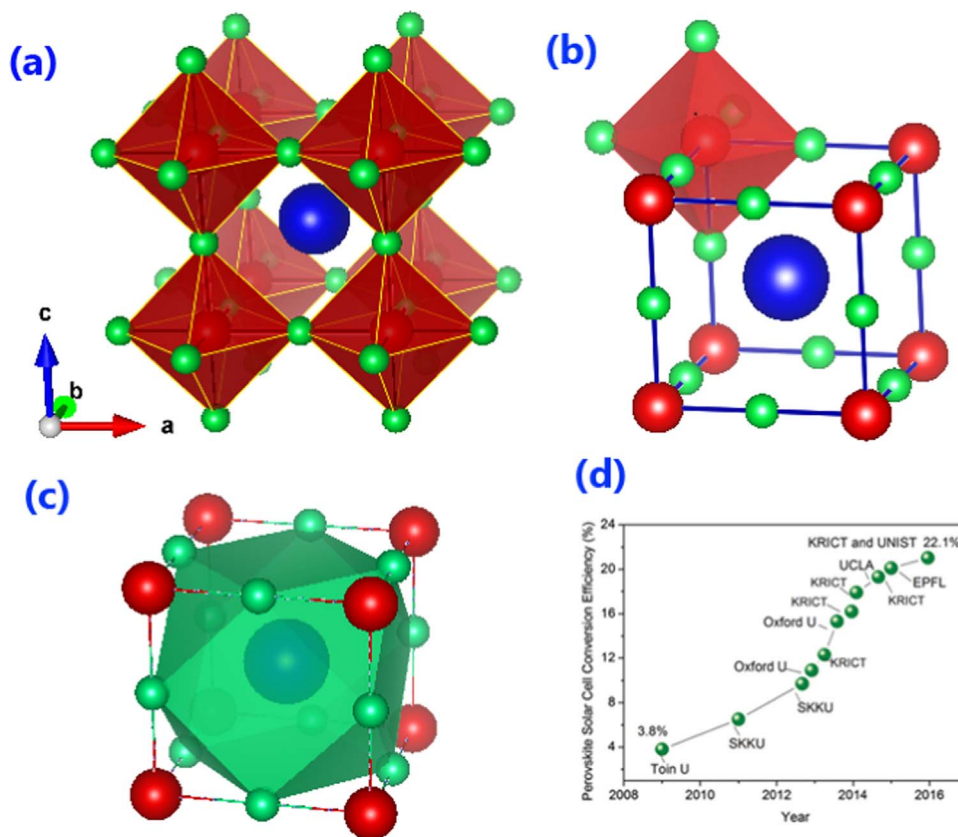 (a)
(b)
c
b
a
(c)
(d)
Perovskite Solar Cell Conversion Efficiency (%)
24
20
16
12
8
4
KRICT and UNIST 22.1%
UCLA
EPFL
KRICT
KRICT
KRICT
Oxford U
Oxford U
KRICT
SKKU
3.8%
SKKU
Toin U
2008 2010 2012 2014 2016
Year